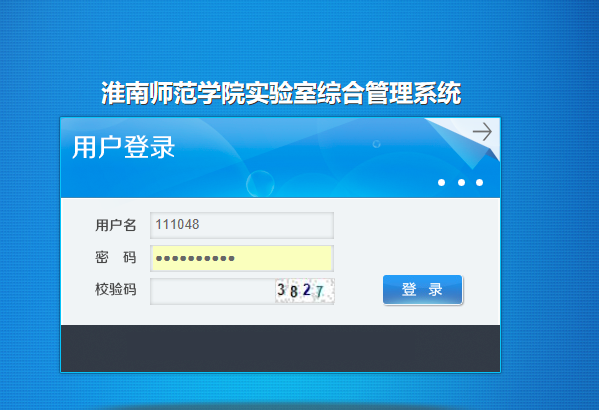 淮南师范学院实验室综合管理系统
用户登录
用户名 111048
密 码 ••••••••••
校验码 3827
登 录